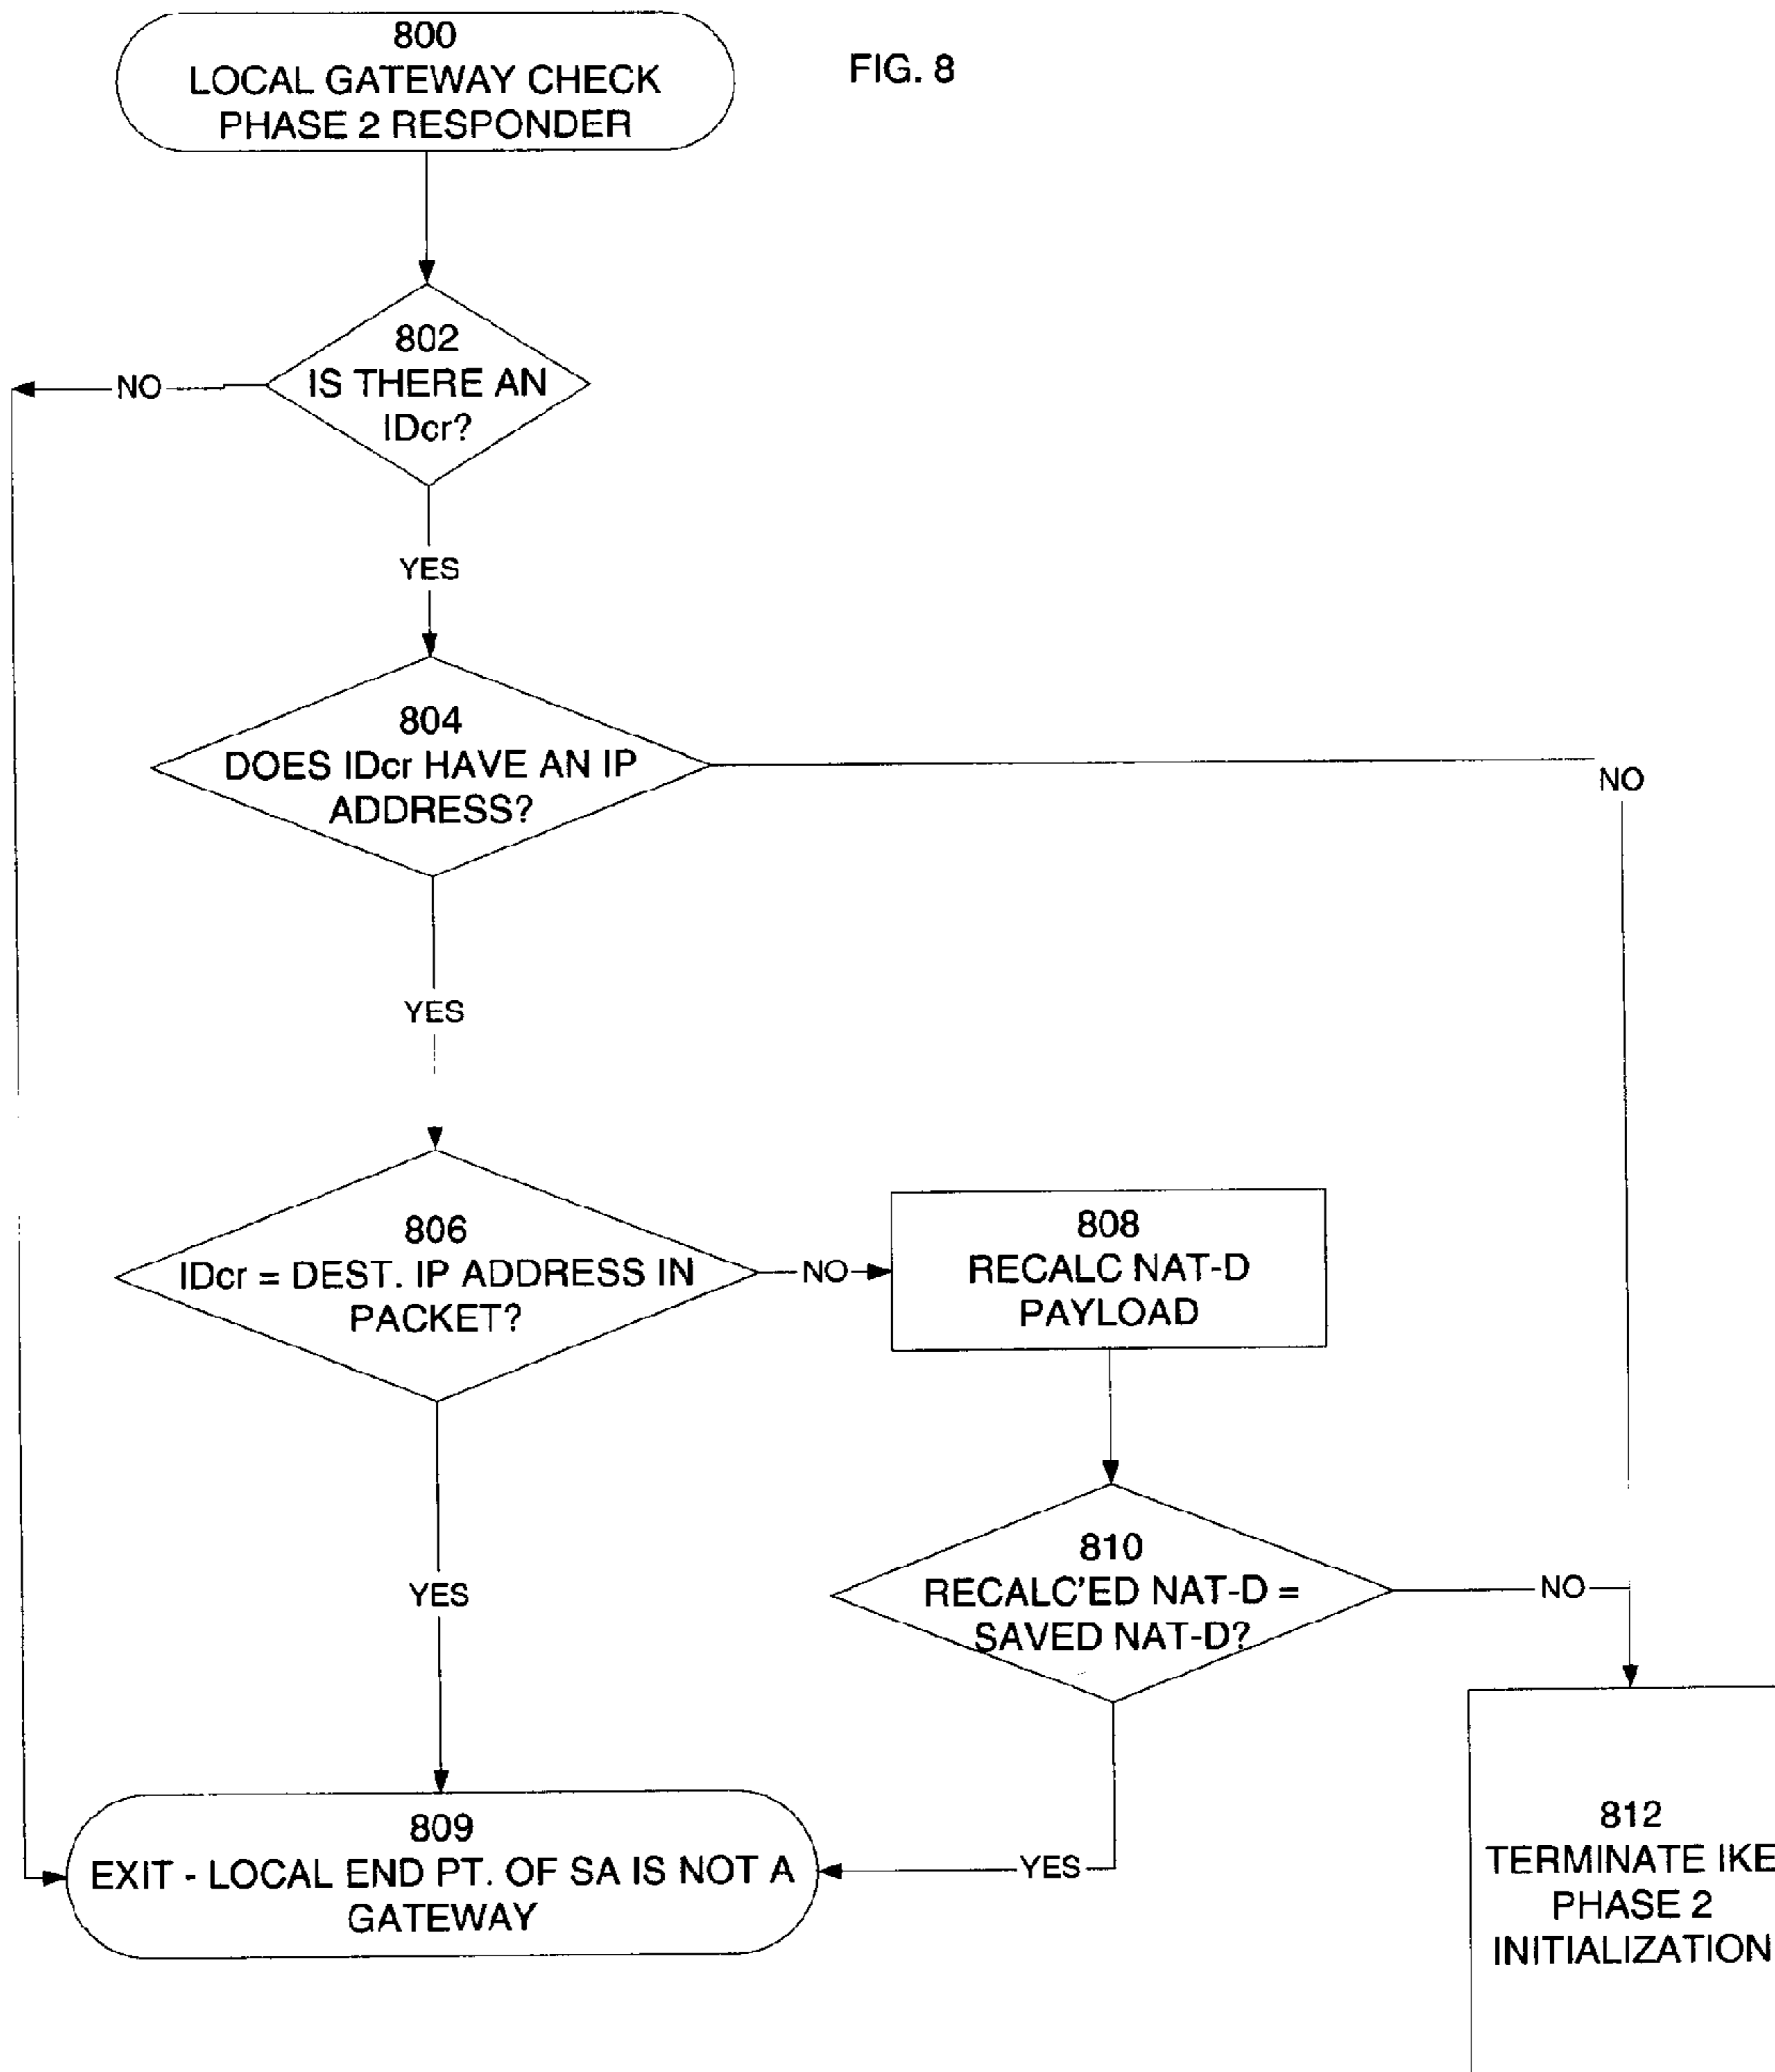 800
LOCAL GATEWAY CHECK
PHASE 2 RESPONDER
FIG. 8
802
IS THERE AN
IDcr?
NO
YES
804
DOES IDcr HAVE AN IP
ADDRESS?
NO
YES
806
IDcr = DEST. IP ADDRESS IN
PACKET?
NO
808
RECALC NAT-D
PAYLOAD
YES
810
RECALC'ED NAT-D =
SAVED NAT-D?
NO
YES
809
EXIT - LOCAL END PT. OF SA IS NOT A
GATEWAY
812
TERMINATE IKE
PHASE 2
INITIALIZATION